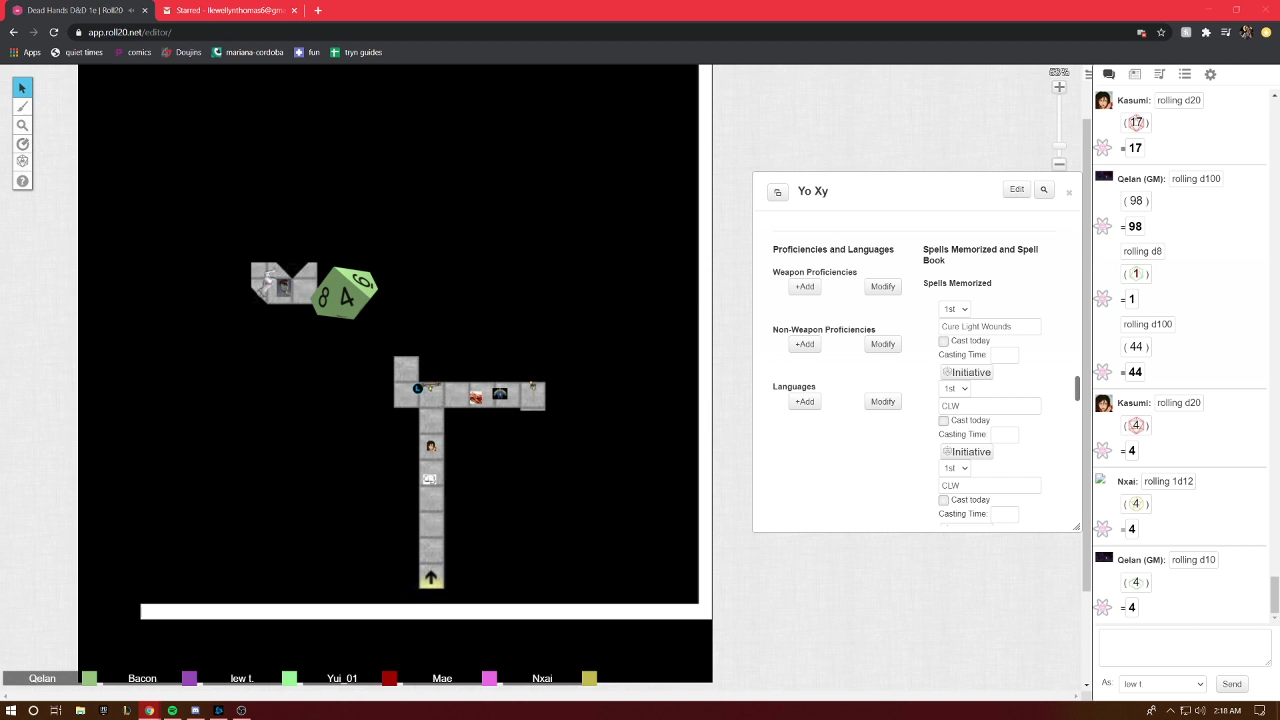 Dead Hands D&D 1e | Roll20
Starred - llewellynthomas6@gm
app.roll20.net/editor/
Apps
quiet times
comics
Doujins
mariana-cordoba
fun
tryn guides
Yo Xy
Edit
Proficiencies and Languages
Weapon Proficiencies
+Add
Modify
Non-Weapon Proficiencies
+Add
Modify
Languages
+Add
Modify
Spells Memorized and Spell
Book
Spells Memorized
1st
Cure Light Wounds
Cast today
Casting Time:
Initiative
1st
CLW
Cast today
Casting Time:
Initiative
1st
CLW
Cast today
Casting Time:
8 4 6
L
Kasumi: rolling d20
( 17 )
= 17
Qelan (GM): rolling d100
( 98 )
= 98
rolling d8
( 1 )
= 1
rolling d100
( 44 )
= 44
Kasumi: rolling d20
( 4 )
= 4
Nxai: rolling 1d12
( 4 )
= 4
Qelan (GM): rolling d10
( 4 )
= 4
As: lew t.
Send
Qelan
Bacon
lew t.
Yui_01
Mae
Nxai
2:18 AM